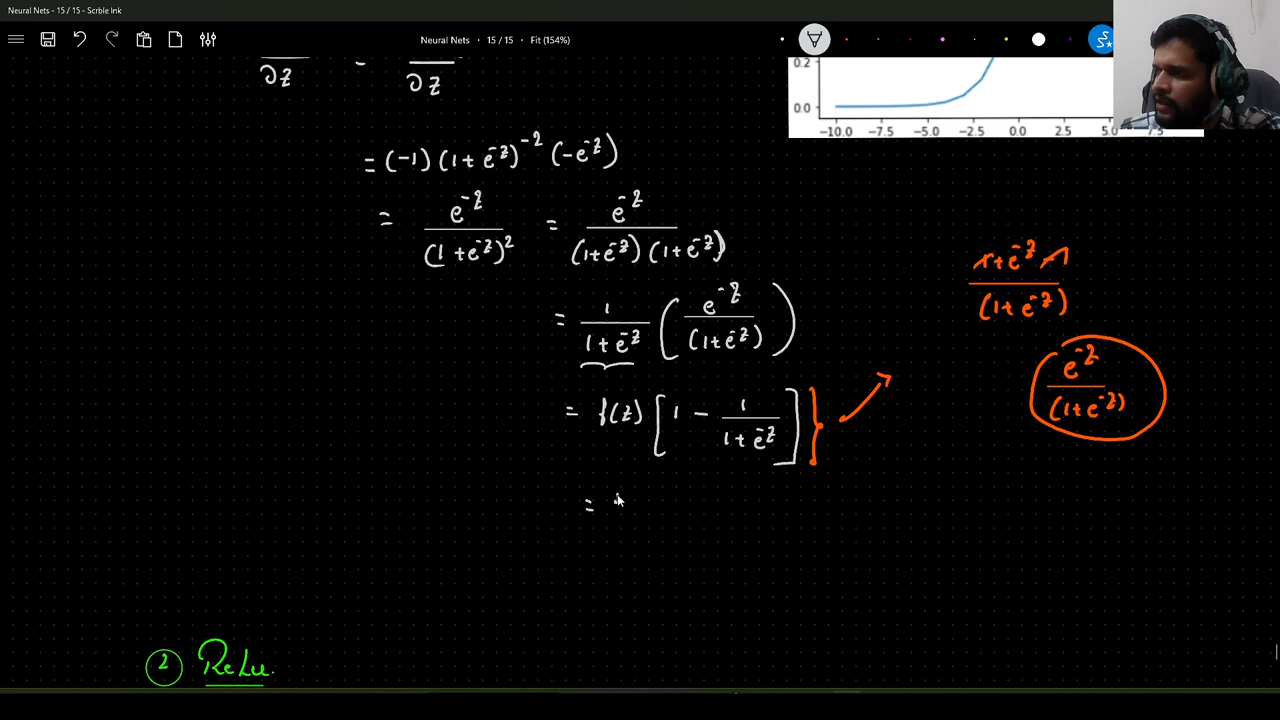 Neural Nets - 15 / 15 - Scrble Ink
Neural Nets • 15 / 15 • Fit (154%)
∂z = ∂z
0.2
0.0
-10.0 -7.5 -5.0 -2.5 0.0 2.5 5.0 7.5
= (-1) (1 + e^-z)^-2 (-e^-z)
= e^-z / (1 + e^-z)^2 = e^-z / (1+e^-z) (1+e^-z)
= 1 / 1 + e^-z ( e^-z / (1+e^-z) )
= f(z) [ 1 - 1 / 1 + e^-z ]
=
1 + e^-z - 1 / (1 + e^-z)
e^-z / (1 + e^-z)
2 ReLu.